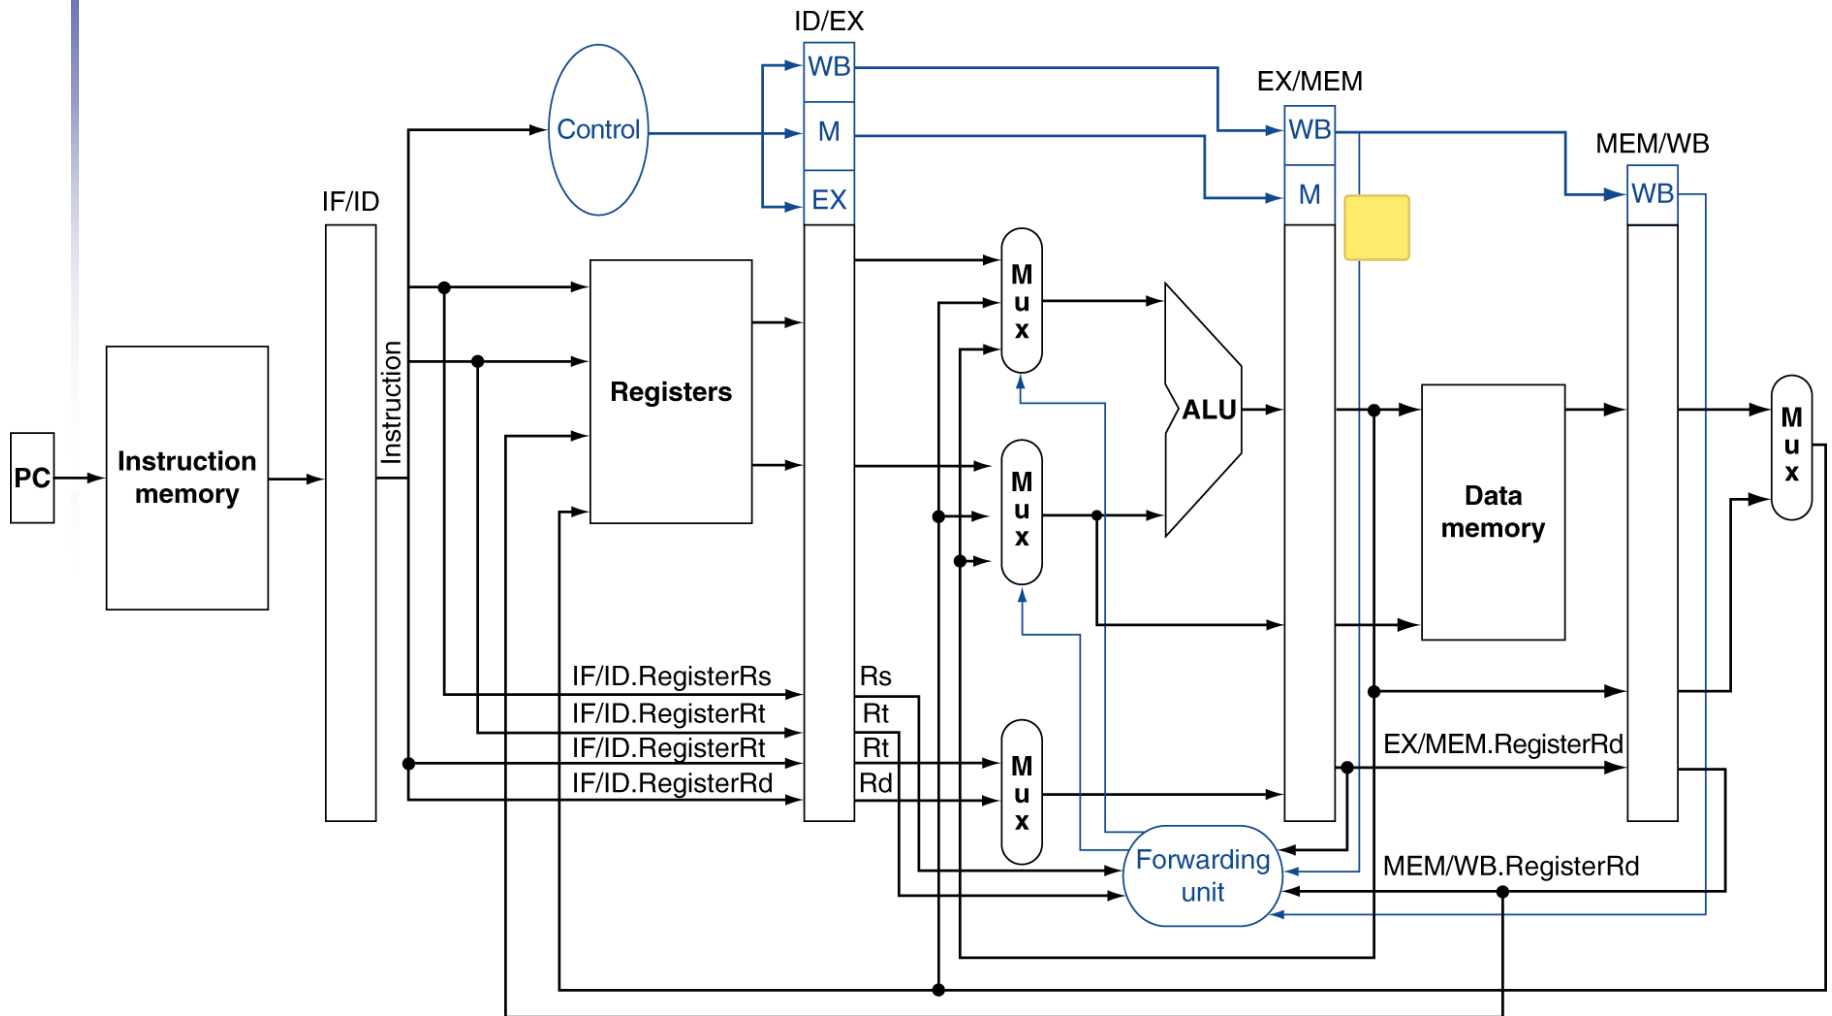 ID/EX
WB
M
EX
Control
EX/MEM
WB
M
MEM/WB
WB
IF/ID
PC
Instruction
memory
Instruction
Registers
M
u
x
M
u
x
M
u
x
ALU
Data
memory
M
u
x
IF/ID.RegisterRs
IF/ID.RegisterRt
IF/ID.RegisterRt
IF/ID.RegisterRd
Rs
Rt
Rt
Rd
EX/MEM.RegisterRd
Forwarding
unit
MEM/WB.RegisterRd